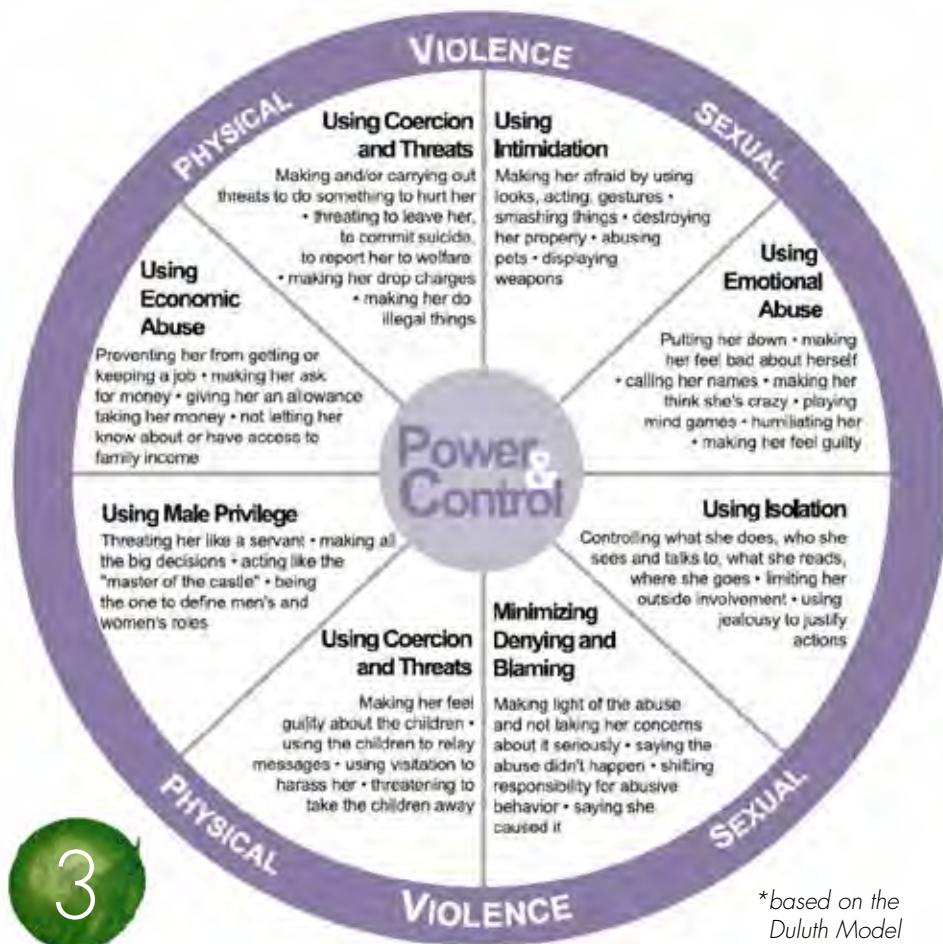 VIOLENCE
PHYSICAL
SEXUAL
Using Coercion
and Threats
Making and/or carrying out
threats to do something to hurt her
• threating to leave her,
to commit suicide,
to report her to welfare
• making her drop charges
• making her do
illegal things
Using
Intimidation
Making her afraid by using
looks, acting, gestures •
smashing things • destroying
her property • abusing
pets • displaying
weapons
Using
Economic
Abuse
Preventing her from getting or
keeping a job • making her ask
for money • giving her an allowance
taking her money • not letting her
know about or have access to
family income
Using
Emotional
Abuse
Putting her down • making
her feel bad about herself
• calling her names • making her
think she's crazy • playing
mind games • humiliating her
• making her feel guilty
Power
&
Control
Using Male Privilege
Threating her like a servant • making all
the big decisions • acting like the
"master of the castle" • being
the one to define men's and
women's roles
Using Isolation
Controlling what she does, who she
sees and talks to, what she reads,
where she goes • limiting her
outside involvement • using
jealousy to justify
actions
Using Coercion
and Threats
Making her feel
guilty about the children •
using the children to relay
messages • using visitation to
harass her • threatening to
take the children away
Minimizing
Denying and
Blaming
Making light of the abuse
and not taking her concerns
about it seriously • saying the
abuse didn't happen • shifting
responsibility for abusive
behavior • saying she
caused it
PHYSICAL
SEXUAL
VIOLENCE
3
*based on the
Duluth Model